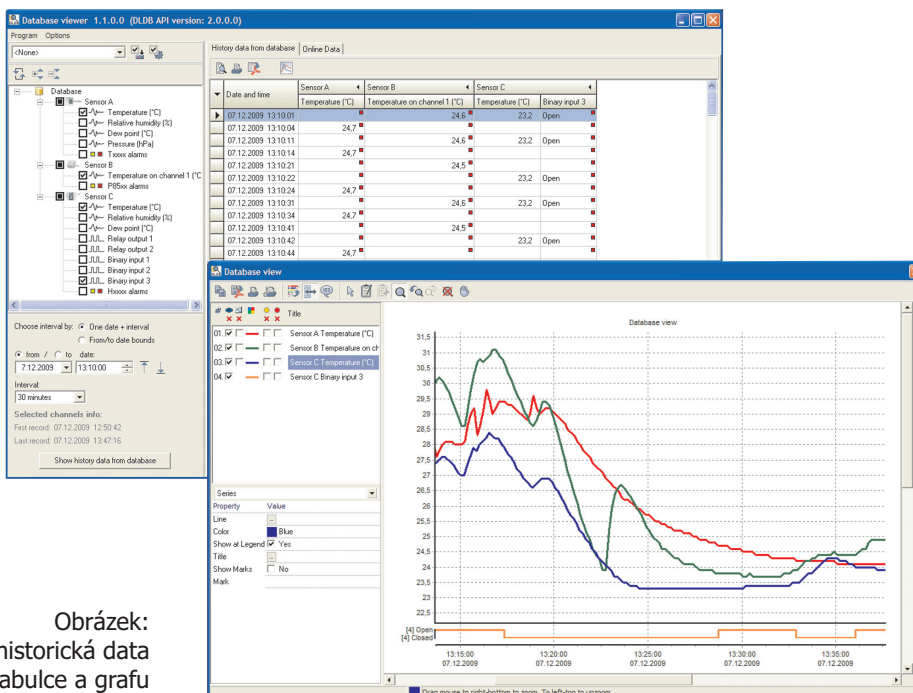 Database viewer 1.1.0.0 (DLDB API version: 2.0.0.0)
Program Options
<None>
Database
Sensor A
Temperature (°C)
Relative humidity (%)
Dew point (°C)
Pressure (hPa)
Txxxx alarms
Sensor B
Temperature on channel 1 (°C
P85xx alarms
Sensor C
Temperature (°C)
Relative humidity (%)
Dew point (°C)
Relay output 1
Relay output 2
Binary input 1
Binary input 2
Binary input 3
Hxxxx alarms
Choose interval by: One date + interval
From/to date bounds
from / to date:
7.12.2009 13:10:00
Interval:
30 minutes
Selected channels info:
First record: 07.12.2009 12:50:42
Last record: 07.12.2009 13:47:16
Show history data from database
History data from database Online Data
Date and time Sensor A Sensor B Sensor C
Temperature (°C) Temperature on channel 1 (°C) Temperature (°C) Binary input 3
07.12.2009 13:10:01 24,6 23,2 Open
07.12.2009 13:10:04 24,7
07.12.2009 13:10:11 24,6 23,2 Open
07.12.2009 13:10:14 24,7
07.12.2009 13:10:21 24,5
07.12.2009 13:10:22 23,2 Open
07.12.2009 13:10:24 24,7
07.12.2009 13:10:31 24,6 23,2 Open
07.12.2009 13:10:34 24,7
07.12.2009 13:10:41 24,5
07.12.2009 13:10:42 23,2 Open
07.12.2009 13:10:44 24,7
Database view
Title
01. Sensor A Temperature (°C)
02. Sensor B Temperature on ch
03. Sensor C Temperature (°C)
04. Sensor C Binary input 3
Series
Property Value
Line
Color Blue
Show at Legend Yes
Title
Show Marks No
Mark
Database view
31,5
31
30,5
30
29,5
29
28,5
28
27,5
27
26,5
26
25,5
25
24,5
24
23,5
23
22,5
[4] Open
[4] Closed
13:15:00 13:20:00 13:25:00 13:30:00 13:35:00
07.12.2009 07.12.2009 07.12.2009 07.12.2009 07.12.2009
Drag mouse to right-bottom to zoom. To left-top to unzoom.
Obrázek:
historická data
abulce a grafu